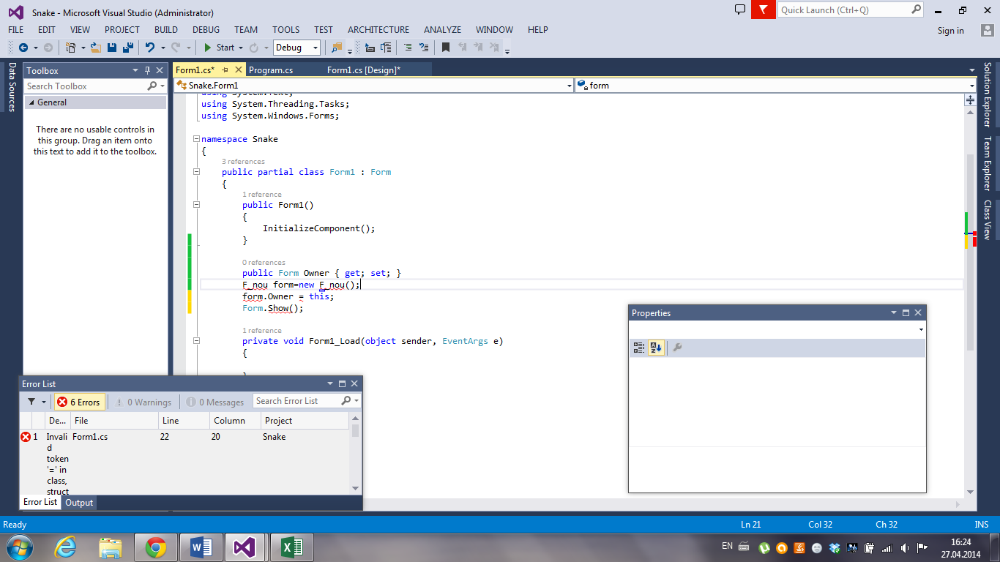 Snake - Microsoft Visual Studio (Administrator)
Quick Launch (Ctrl+Q)
FILE EDIT VIEW PROJECT BUILD DEBUG TEAM TOOLS TEST ARCHITECTURE ANALYZE WINDOW HELP
Sign in
Start Debug
Data Sources
Toolbox
Search Toolbox
General
There are no usable controls in
this group. Drag an item onto
this text to add it to the toolbox.
Form1.cs* Program.cs Form1.cs [Design]*
Snake.Form1 form
using System.Text;
using System.Threading.Tasks;
using System.Windows.Forms;
namespace Snake
{
3 references
public partial class Form1 : Form
{
1 reference
public Form1()
{
InitializeComponent();
}
0 references
public Form Owner { get; set; }
F_nou form=new F_nou();
form.Owner = this;
Form.Show();
1 reference
private void Form1_Load(object sender, EventArgs e)
{
}
Solution Explorer
Team Explorer
Class View
Properties
Error List
6 Errors 0 Warnings 0 Messages Search Error List
De... File Line Column Project
1 Invali Form1.cs 22 20 Snake
d
token
'=' in
class,
struct
Error List Output
Ready Ln 21 Col 32 Ch 32 INS
EN 16:24
27.04.2014